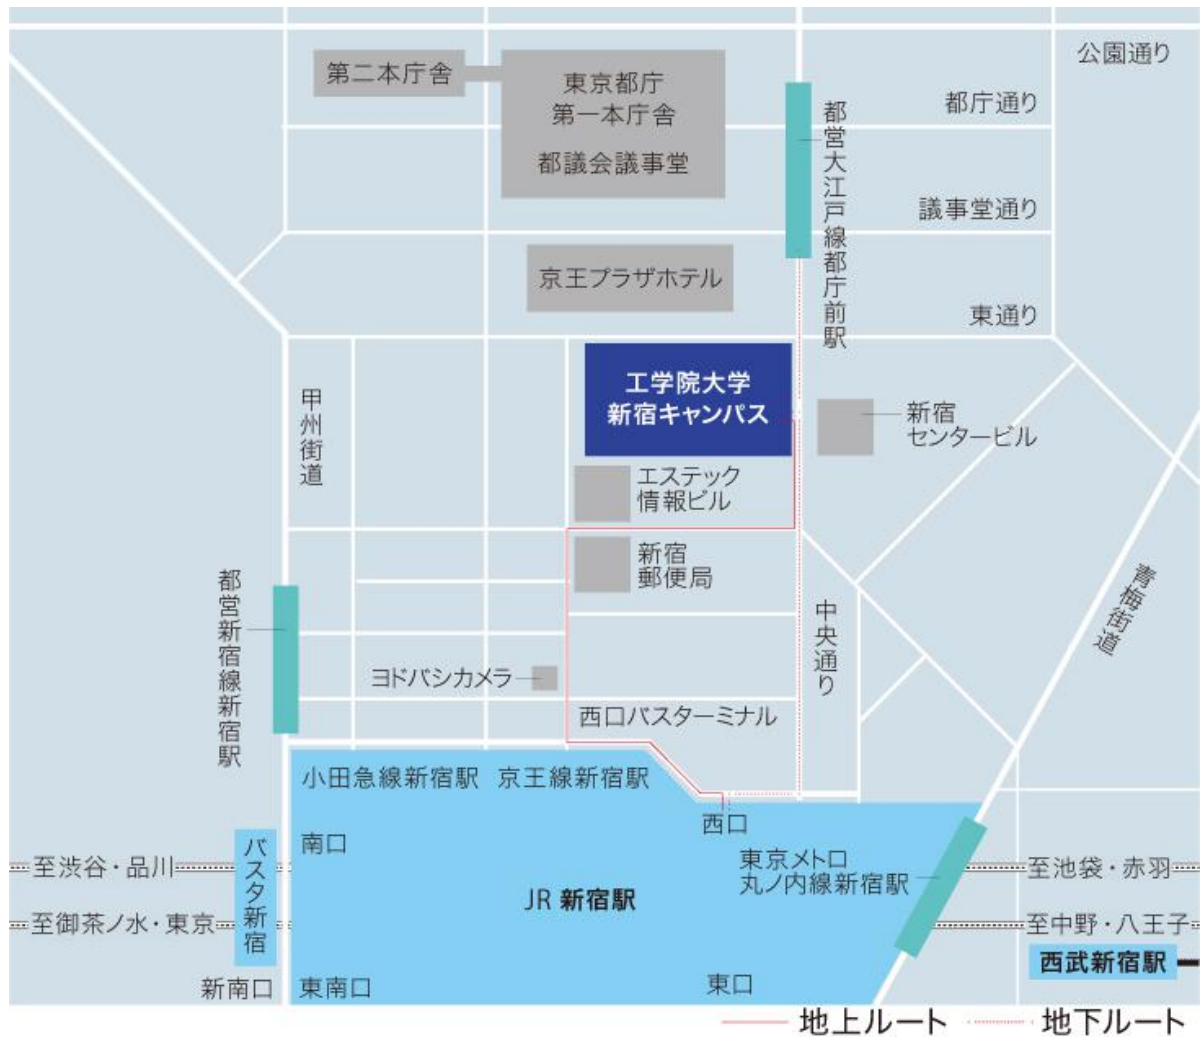 公園通り
第二本庁舎
東京都庁
第一本庁舎
都議会議事堂
都庁通り
都営大江戸線都庁前駅
議事堂通り
京王プラザホテル
東通り
工学院大学
新宿キャンパス
甲州街道
新宿
センタービル
エステック
情報ビル
新宿
郵便局
都営新宿線新宿駅
中央通り
青梅街道
ヨドバシカメラ
西口バスターミナル
小田急線新宿駅
京王線新宿駅
西口
南口
バスタ新宿
東京メトロ
丸ノ内線新宿駅
至渋谷・品川
至池袋・赤羽
JR 新宿駅
至御茶ノ水・東京
至中野・八王子
西武新宿駅
新南口
東南口
東口
地上ルート
地下ルート